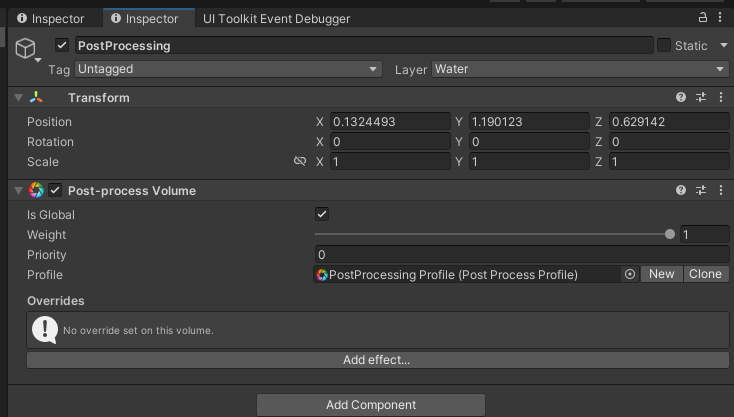 Inspector Inspector UI Toolkit Event Debugger
PostProcessing Static
Tag Untagged Layer Water
Transform
Position X 0.1324493 Y 1.190123 Z 0.629142
Rotation X 0 Y 0 Z 0
Scale X 1 Y 1 Z 1
Post-process Volume
Is Global
Weight 1
Priority 0
Profile PostProcessing Profile (Post Process Profile) New Clone
Overrides
No override set on this volume.
Add effect...
Add Component